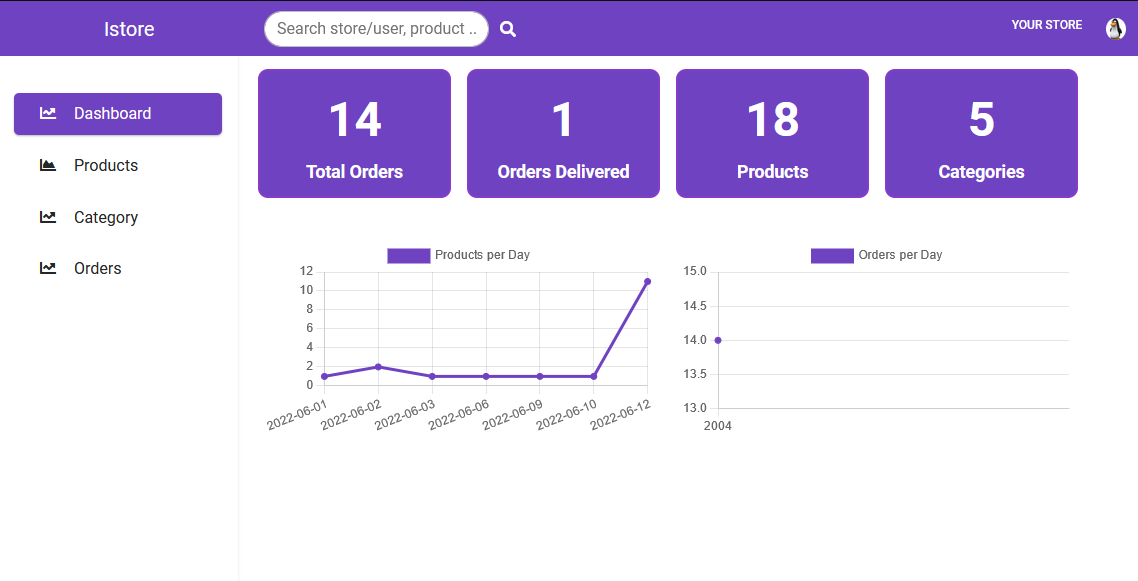 Istore
Search store/user, product ..
YOUR STORE
Dashboard
Products
Category
Orders
14
Total Orders
1
Orders Delivered
18
Products
5
Categories
Products per Day
12
10
8
6
4
2
0
2022-06-01
2022-06-02
2022-06-03
2022-06-06
2022-06-09
2022-06-10
2022-06-12
Orders per Day
15.0
14.5
14.0
13.5
13.0
2004